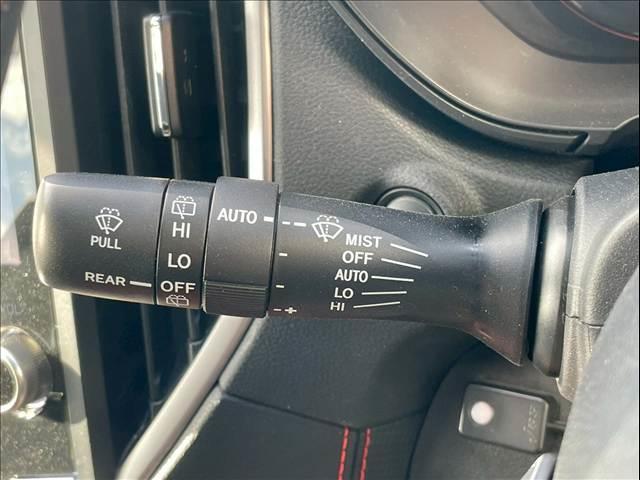 PULL
REAR
HI
LO
OFF
AUTO
- +
MIST
OFF
AUTO
LO
HI